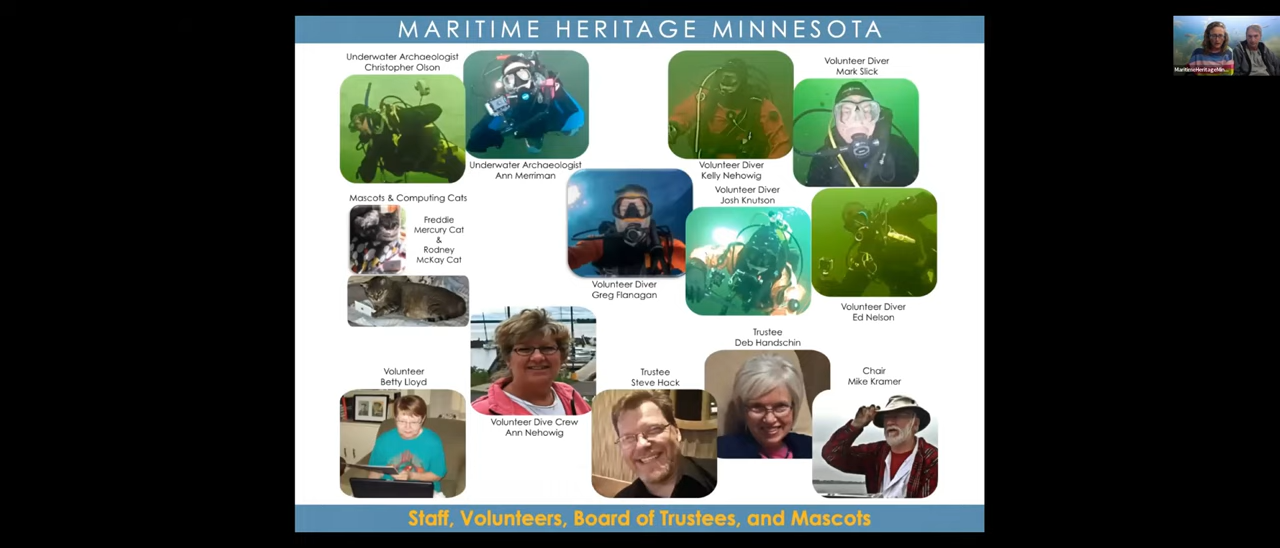 MARITIME HERITAGE MINNESOTA
MaritimeHeritageMin...
Underwater Archaeologist
Christopher Olson
Underwater Archaeologist
Ann Merriman
Volunteer Diver
Kelly Nehowig
Volunteer Diver
Mark Slick
Mascots & Computing Cats
Freddie
Mercury Cat
&
Rodney
McKay Cat
Volunteer Diver
Greg Flanagan
Volunteer Diver
Josh Knutson
Volunteer Diver
Ed Nelson
Volunteer
Betty Lloyd
Volunteer Dive Crew
Ann Nehowig
Trustee
Steve Hack
Trustee
Deb Handschin
Chair
Mike Kramer
Staff, Volunteers, Board of Trustees, and Mascots